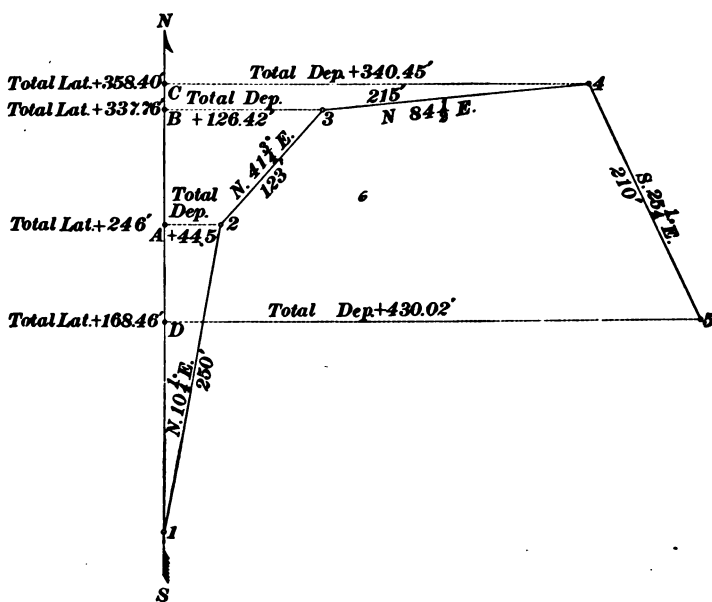 N
Total Lat.+358.40'
C
Total Dep.+340.45'
4
Total Lat.+337.76'
B
Total Dep.
+126.42'
3
215'
N 84½ E.
N. 41¾° E.
123'
6
Total
Dep.
+44.5
Total Lat.+246'
A
2
S. 25¼° E.
210'
Total Lat.+168.46'
D
Total Dep.+430.02'
5
N. 10¼° E.
250'
1
S